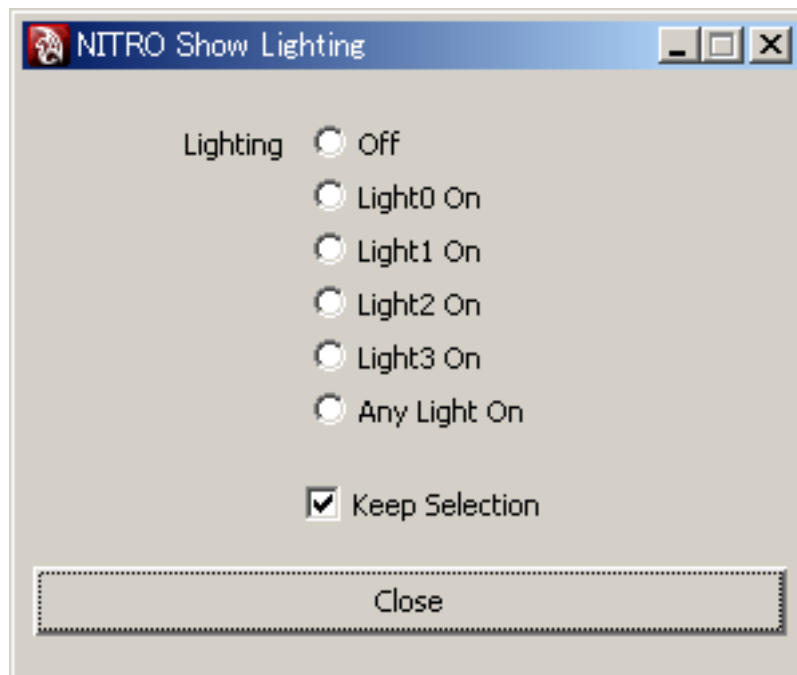 NITRO Show Lighting
Lighting Off
Light0 On
Light1 On
Light2 On
Light3 On
Any Light On
Keep Selection
Close